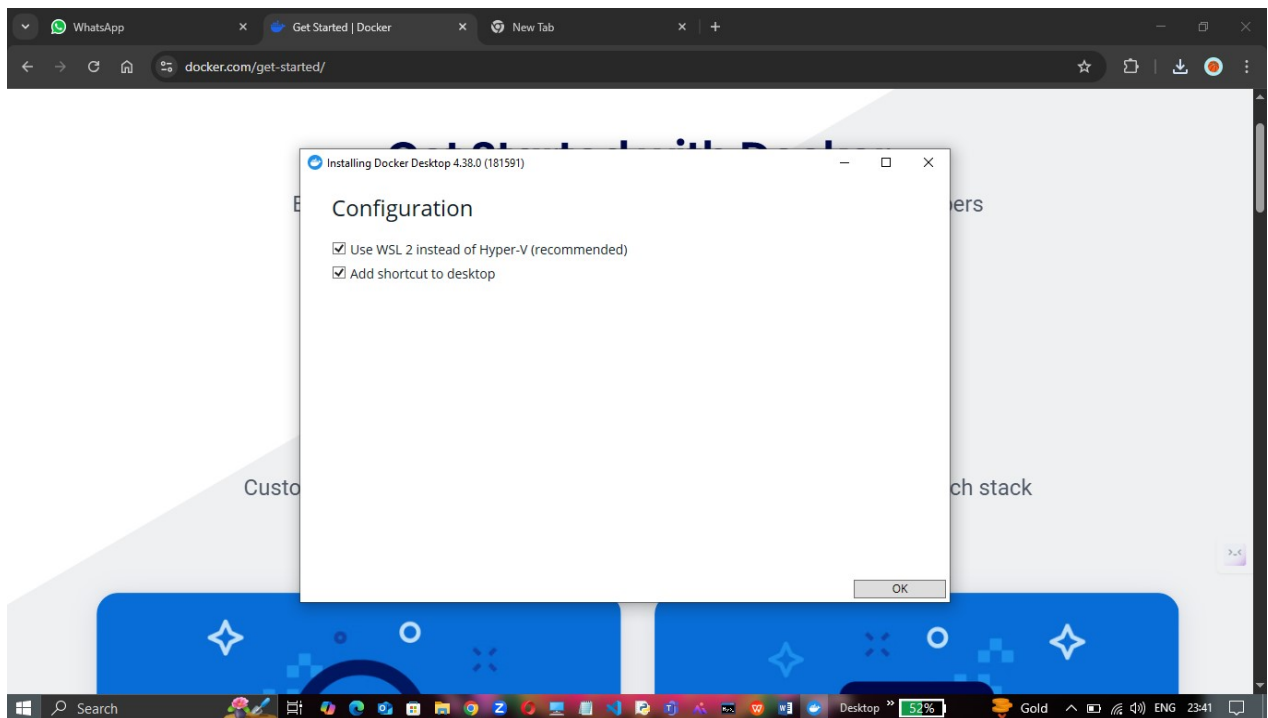 WhatsApp
Get Started | Docker
New Tab
docker.com/get-started/
Installing Docker Desktop 4.38.0 (181591)
Configuration
Use WSL 2 instead of Hyper-V (recommended)
Add shortcut to desktop
ers
Custo
ch stack
OK
Search
Desktop
52%
Gold
ENG
23:41